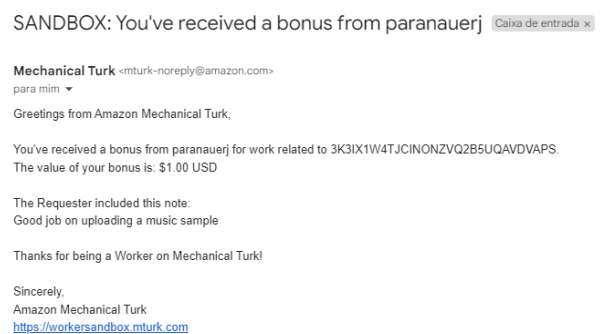 SANDBOX: You've received a bonus from paranauerj Caixa de entrada ×
Mechanical Turk <mturk-noreply@amazon.com>
para mim
Greetings from Amazon Mechanical Turk,
You've received a bonus from paranauerj for work related to 3K3IX1W4TJCINONZVQ2B5UQAVDVAPS.
The value of your bonus is: $1.00 USD
The Requester included this note:
Good job on uploading a music sample
Thanks for being a Worker on Mechanical Turk!
Sincerely,
Amazon Mechanical Turk
https://workersandbox.mturk.com